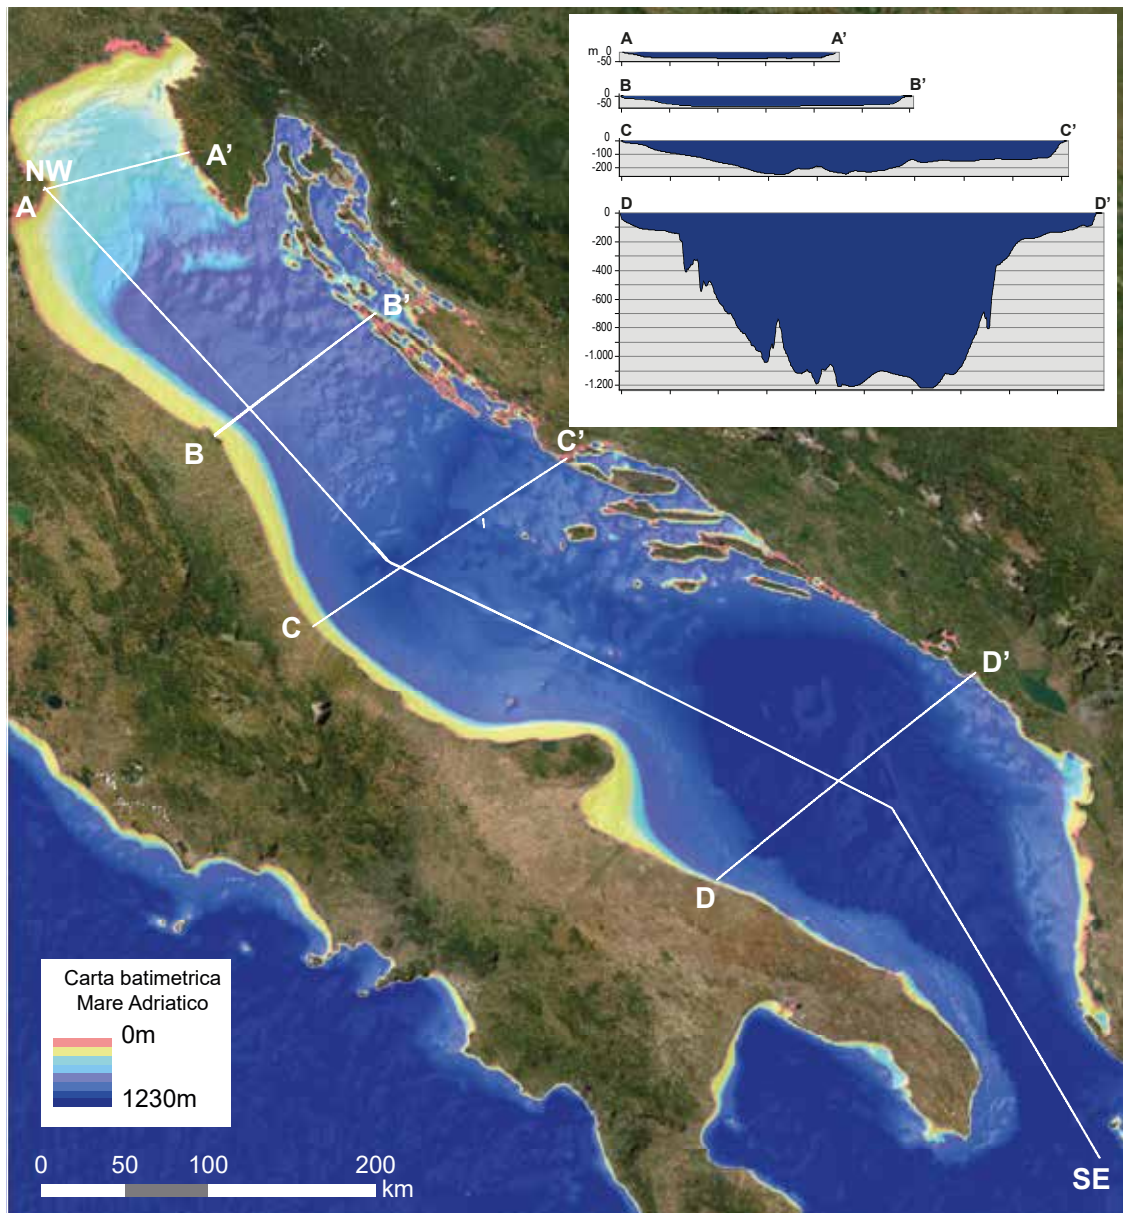 A A’
m 0
-50
B B’
0
-50
C C’
0
-100
-200
D D’
0
-200
-400
-600
-800
-1.000
-1.200
NW
A
A’
B’
B
C’
C
D’
D
SE
Carta batimetrica
Mare Adriatico
0m
1230m
0 50 100 200
km